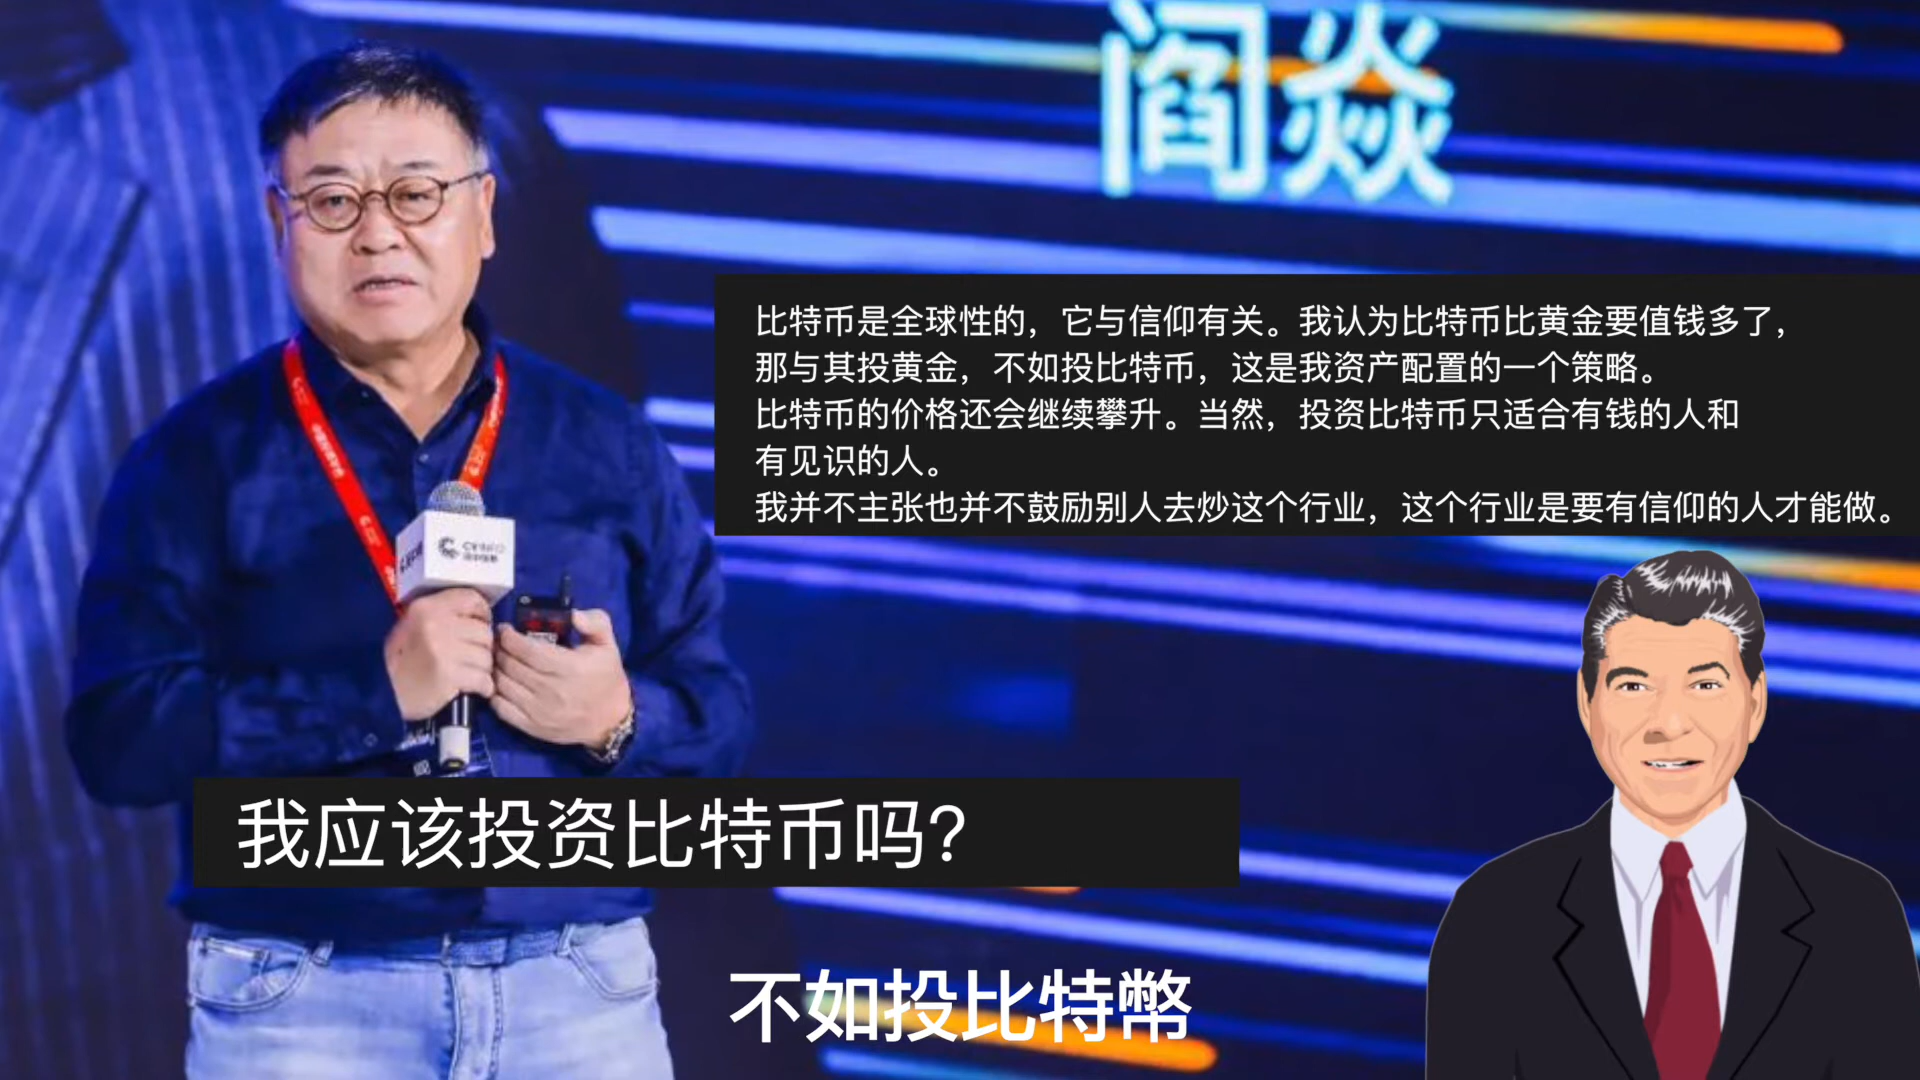 阎焱
比特币是全球性的，它与信仰有关。我认为比特币比黄金要值钱多了，
那与其投黄金，不如投比特币，这是我资产配置的一个策略。
比特币的价格还会继续攀升。当然，投资比特币只适合有钱的人和
有见识的人。
我并不主张也并不鼓励别人去炒这个行业，这个行业是要有信仰的人才能做。
我应该投资比特币吗？
不如投比特幣